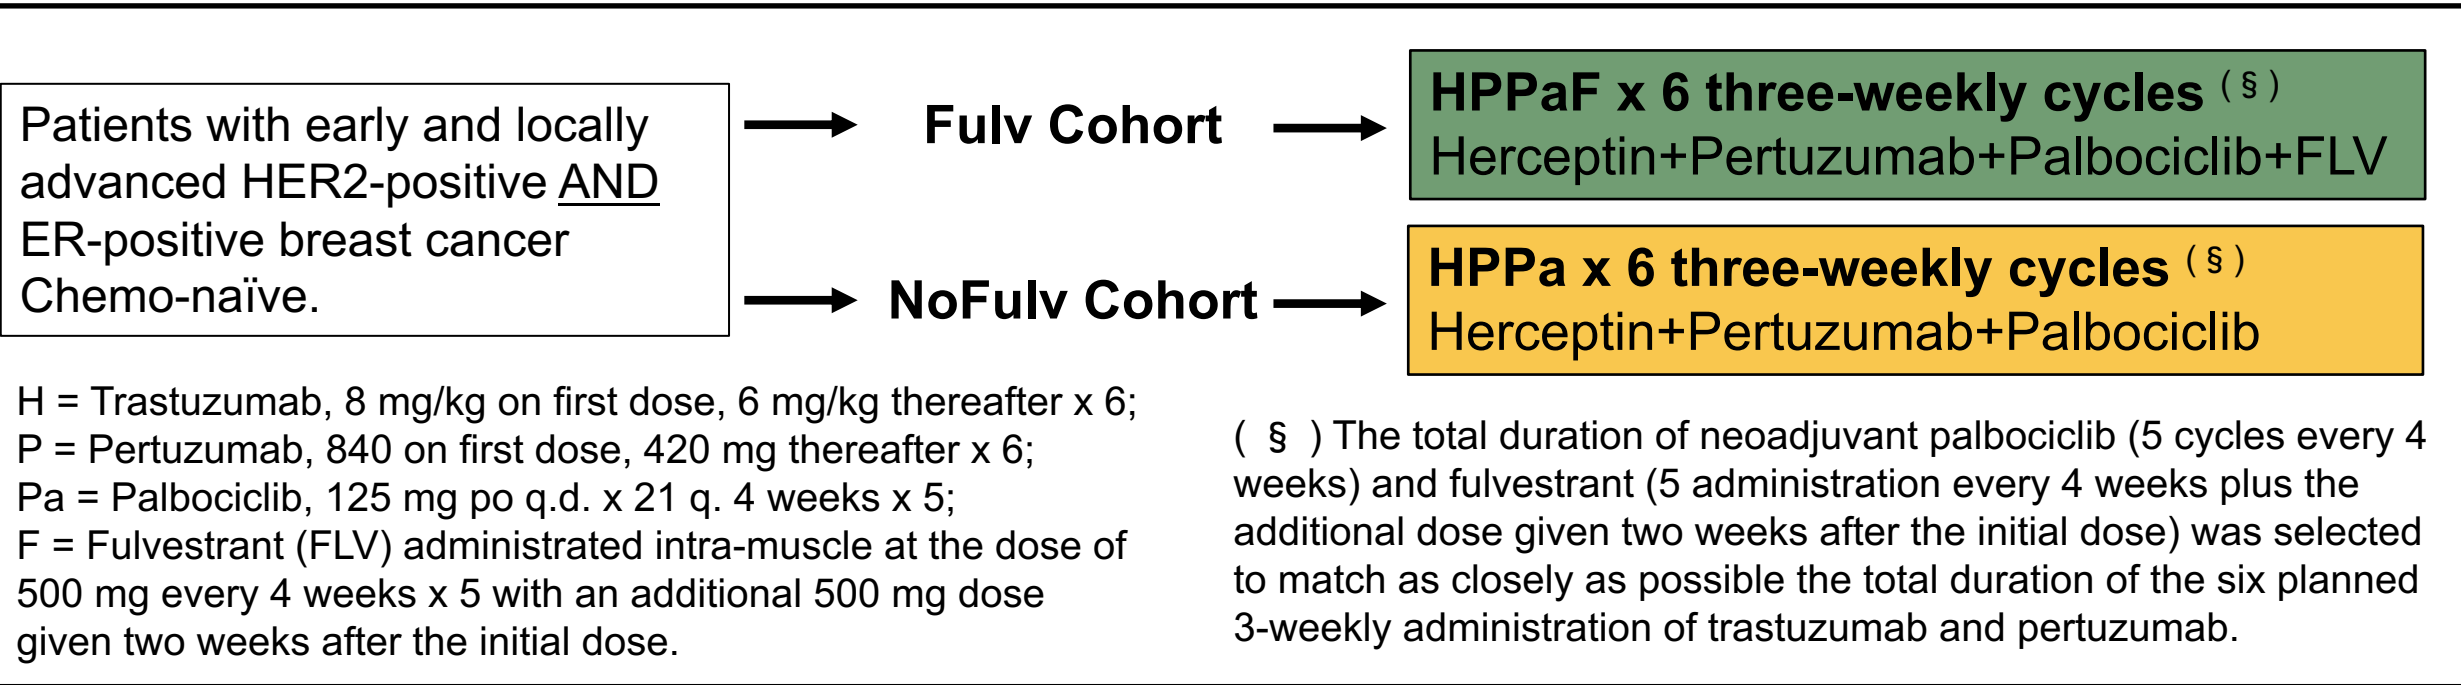 Patients with early and locally
advanced HER2-positive AND
ER-positive breast cancer
Chemo-naïve.
Fulv Cohort
HPPaF x 6 three-weekly cycles (§)
Herceptin+Pertuzumab+Palbociclib+FLV
NoFulv Cohort
HPPa x 6 three-weekly cycles (§)
Herceptin+Pertuzumab+Palbociclib
H = Trastuzumab, 8 mg/kg on first dose, 6 mg/kg thereafter x 6;
P = Pertuzumab, 840 on first dose, 420 mg thereafter x 6;
Pa = Palbociclib, 125 mg po q.d. x 21 q. 4 weeks x 5;
F = Fulvestrant (FLV) administrated intra-muscle at the dose of
500 mg every 4 weeks x 5 with an additional 500 mg dose
given two weeks after the initial dose.
( § ) The total duration of neoadjuvant palbociclib (5 cycles every 4
weeks) and fulvestrant (5 administration every 4 weeks plus the
additional dose given two weeks after the initial dose) was selected
to match as closely as possible the total duration of the six planned
3-weekly administration of trastuzumab and pertuzumab.